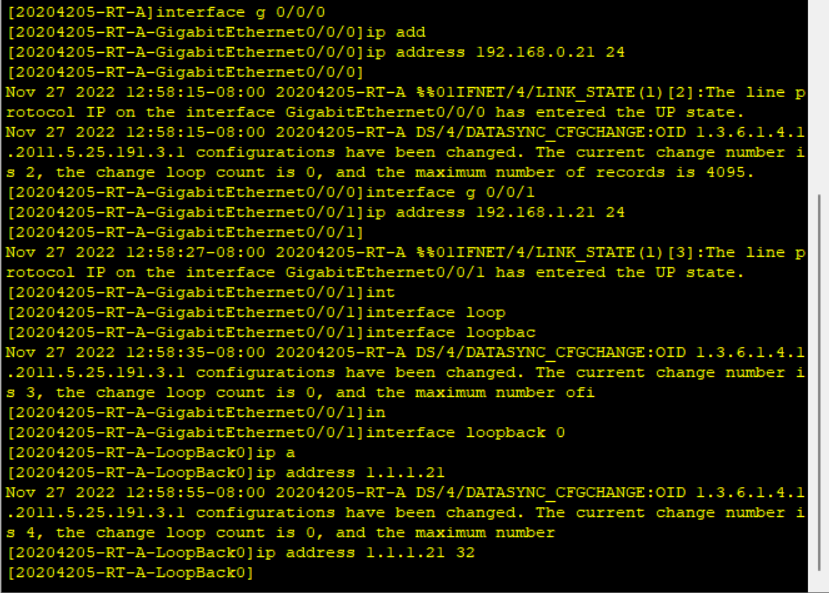 [20204205-RT-A]interface g 0/0/0
[20204205-RT-A-GigabitEthernet0/0/0]ip add
[20204205-RT-A-GigabitEthernet0/0/0]ip address 192.168.0.21 24
[20204205-RT-A-GigabitEthernet0/0/0]
Nov 27 2022 12:58:15-08:00 20204205-RT-A %%01IFNET/4/LINK_STATE(l)[2]:The line p
rotocol IP on the interface GigabitEthernet0/0/0 has entered the UP state.
Nov 27 2022 12:58:15-08:00 20204205-RT-A DS/4/DATASYNC_CFGCHANGE:OID 1.3.6.1.4.1
.2011.5.25.191.3.1 configurations have been changed. The current change number i
s 2, the change loop count is 0, and the maximum number of records is 4095.
[20204205-RT-A-GigabitEthernet0/0/0]interface g 0/0/1
[20204205-RT-A-GigabitEthernet0/0/1]ip address 192.168.1.21 24
[20204205-RT-A-GigabitEthernet0/0/1]
Nov 27 2022 12:58:27-08:00 20204205-RT-A %%01IFNET/4/LINK_STATE(l)[3]:The line p
rotocol IP on the interface GigabitEthernet0/0/1 has entered the UP state.
[20204205-RT-A-GigabitEthernet0/0/1]int
[20204205-RT-A-GigabitEthernet0/0/1]interface loop
[20204205-RT-A-GigabitEthernet0/0/1]interface loopbac
Nov 27 2022 12:58:35-08:00 20204205-RT-A DS/4/DATASYNC_CFGCHANGE:OID 1.3.6.1.4.1
.2011.5.25.191.3.1 configurations have been changed. The current change number i
s 3, the change loop count is 0, and the maximum number ofi
[20204205-RT-A-GigabitEthernet0/0/1]in
[20204205-RT-A-GigabitEthernet0/0/1]interface loopback 0
[20204205-RT-A-LoopBack0]ip a
[20204205-RT-A-LoopBack0]ip address 1.1.1.21
Nov 27 2022 12:58:55-08:00 20204205-RT-A DS/4/DATASYNC_CFGCHANGE:OID 1.3.6.1.4.1
.2011.5.25.191.3.1 configurations have been changed. The current change number i
s 4, the change loop count is 0, and the maximum number
[20204205-RT-A-LoopBack0]ip address 1.1.1.21 32
[20204205-RT-A-LoopBack0]